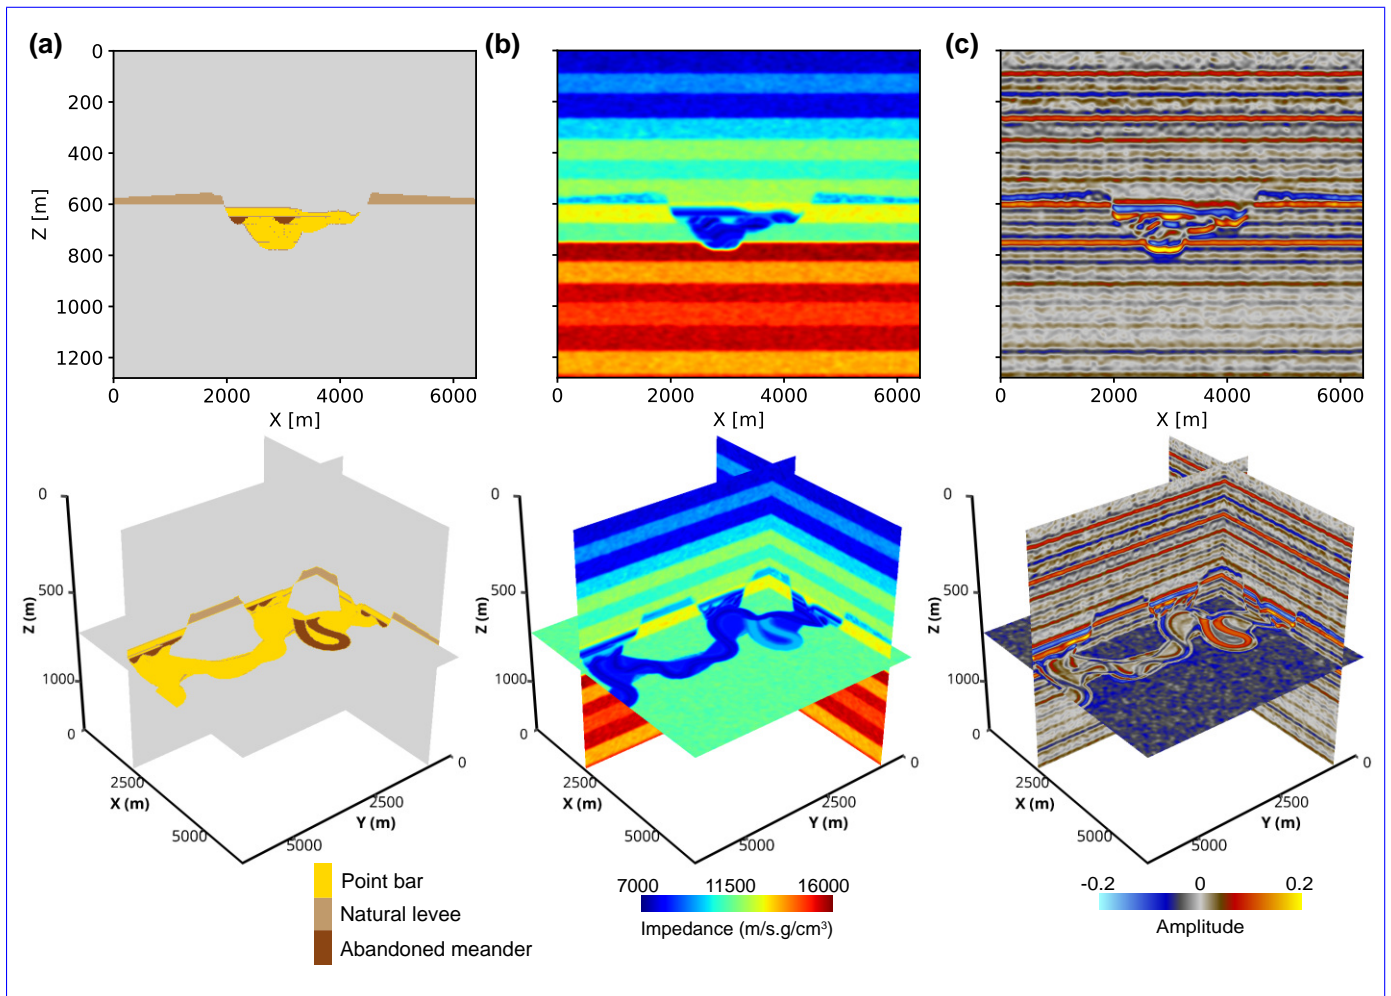 (a) (b) (c)
0
200
400
600
800
1000
1200
Z [m]
0 2000 4000 6000
X [m]
0 2000 4000 6000
X [m]
0 2000 4000 6000
X [m]
0
500
1000
0
Z (m)
2500
5000
X (m)
0
2500
5000
Y (m)
0
500
1000
0
Z (m)
2500
5000
X (m)
0
2500
5000
Y (m)
0
500
1000
0
Z (m)
2500
5000
X (m)
0
2500
5000
Y (m)
Point bar
Natural levee
Abandoned meander
7000 11500 16000
Impedance (m/s.g/cm³)
-0.2 0 0.2
Amplitude